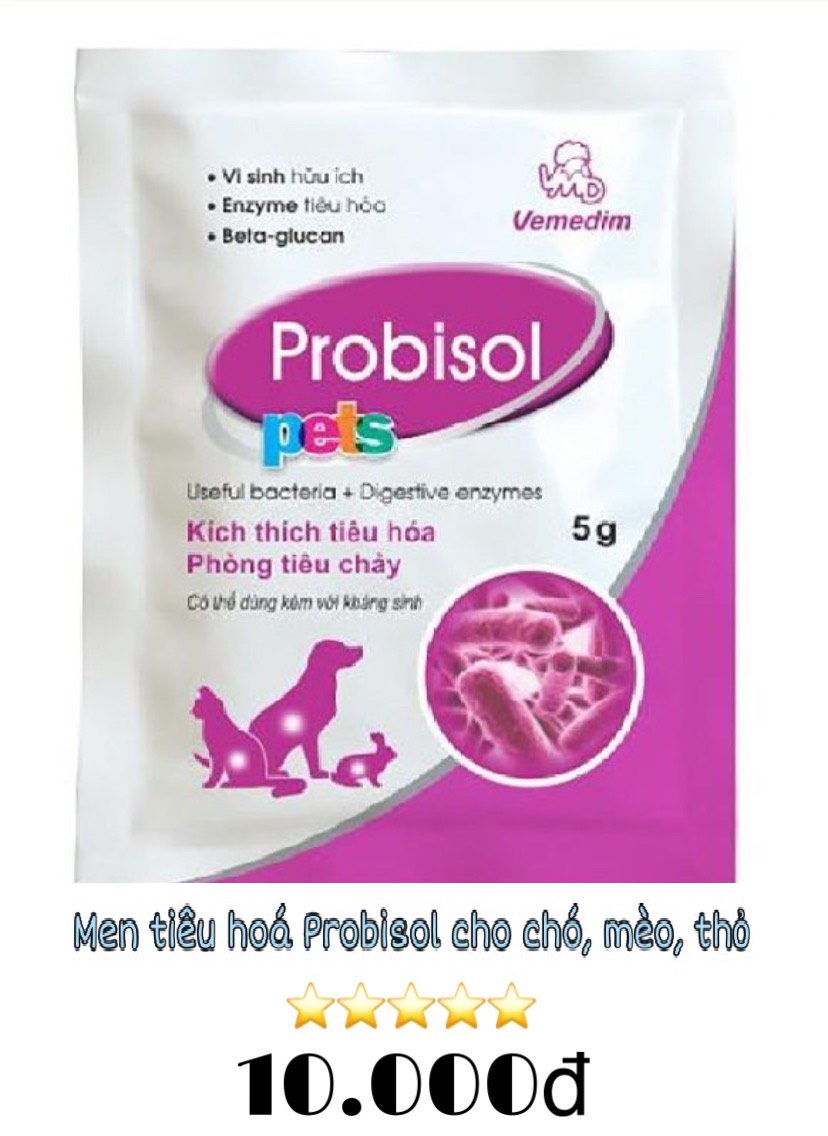 • Vi sinh hữu ích
• Enzyme tiêu hóa
• Beta-glucan
VMD
Vemedim
Probisol
pets
Useful bacteria + Digestive enzymes
Kích thích tiêu hóa
5g
Phòng tiêu chảy
Có thể dùng kèm với kháng sinh
Men tiêu hoá Probisol cho chó, mèo, thỏ
10.000đ